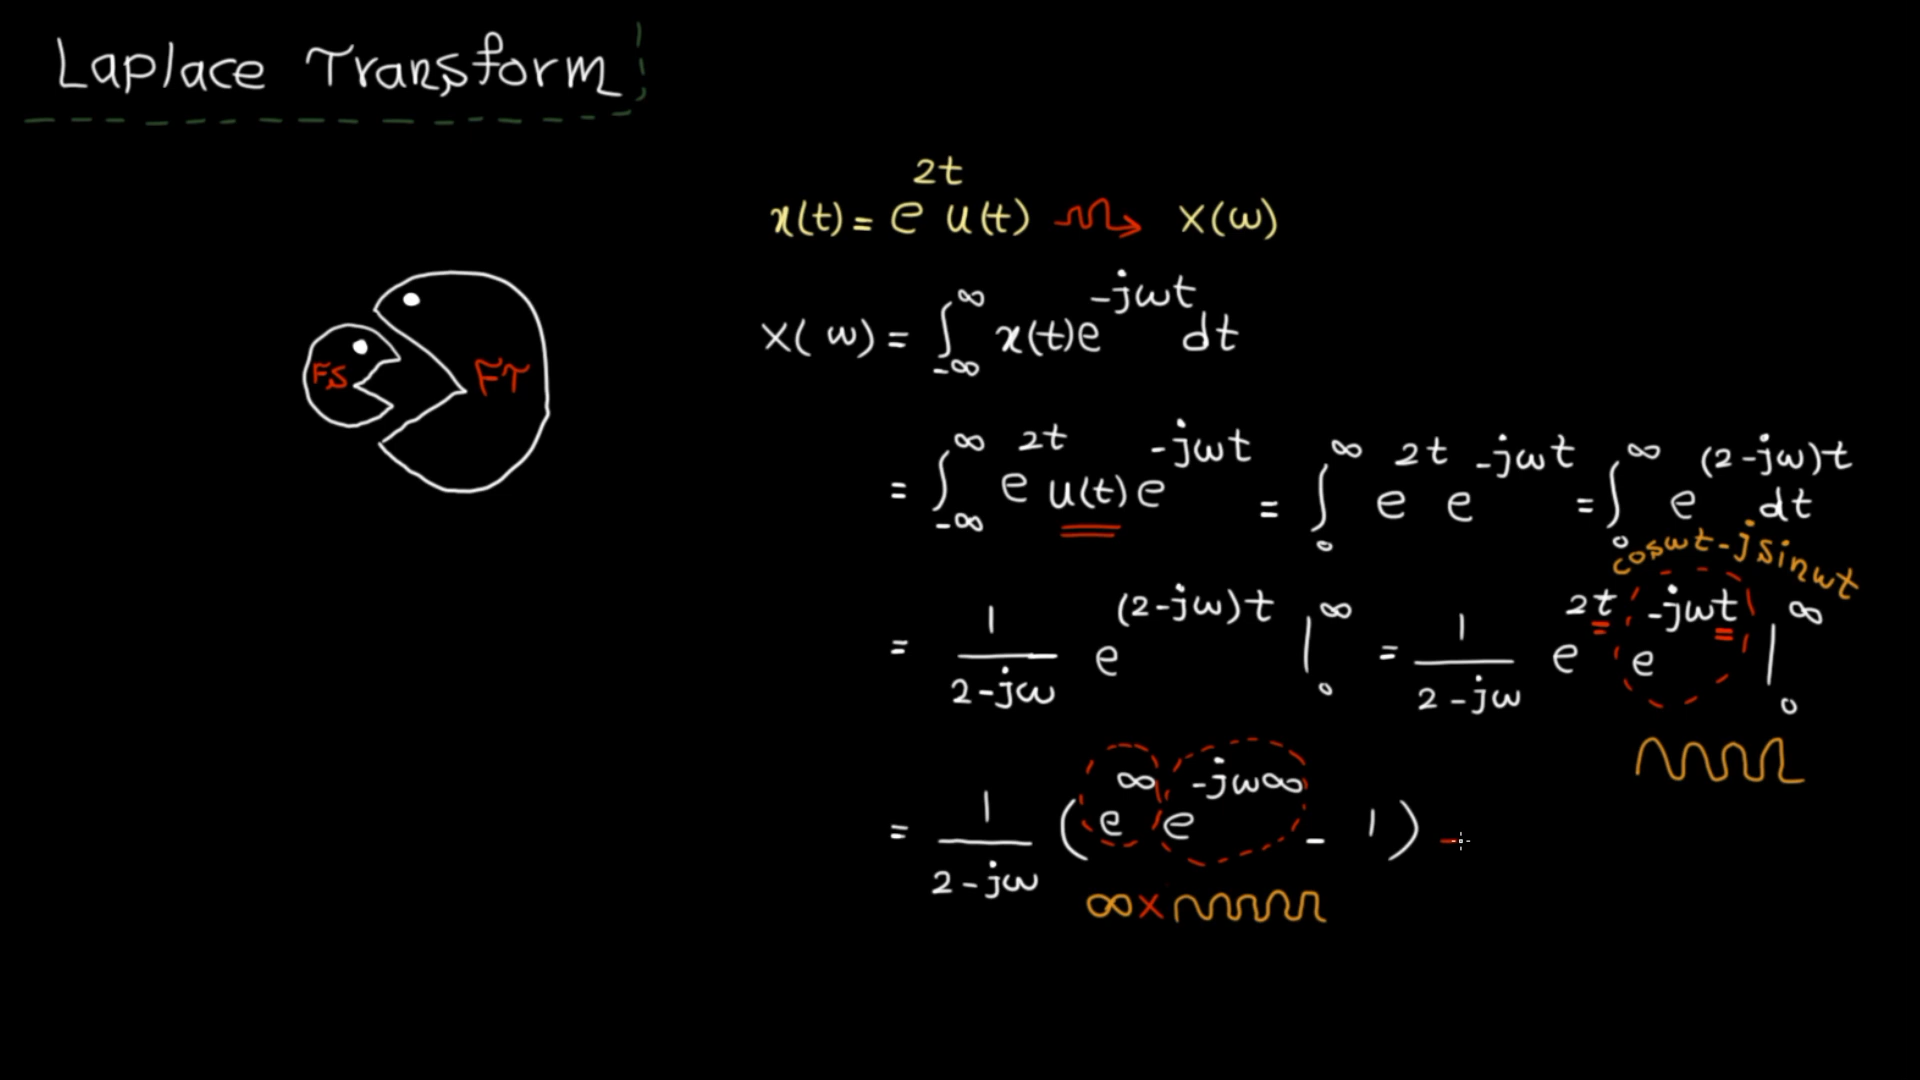 Laplace Transform
x(t) = e^{2t} u(t) → X(ω)
FS FT
X(ω) = ∫_{-∞}^{∞} x(t) e^{-jωt} dt
= ∫_{-∞}^{∞} e^{2t} u(t) e^{-jωt} = ∫_{0}^{∞} e^{2t} e^{-jωt} = ∫_{0}^{∞} e^{(2-jω)t} dt
cosωt - jsinωt
= 1/(2-jω) e^{(2-jω)t} |_{0}^{∞} = 1/(2-jω) e^{2t} e^{-jωt} |_{0}^{∞}
= 1/(2-jω) (e^{∞} e^{-jω∞} - 1) -
∞ x